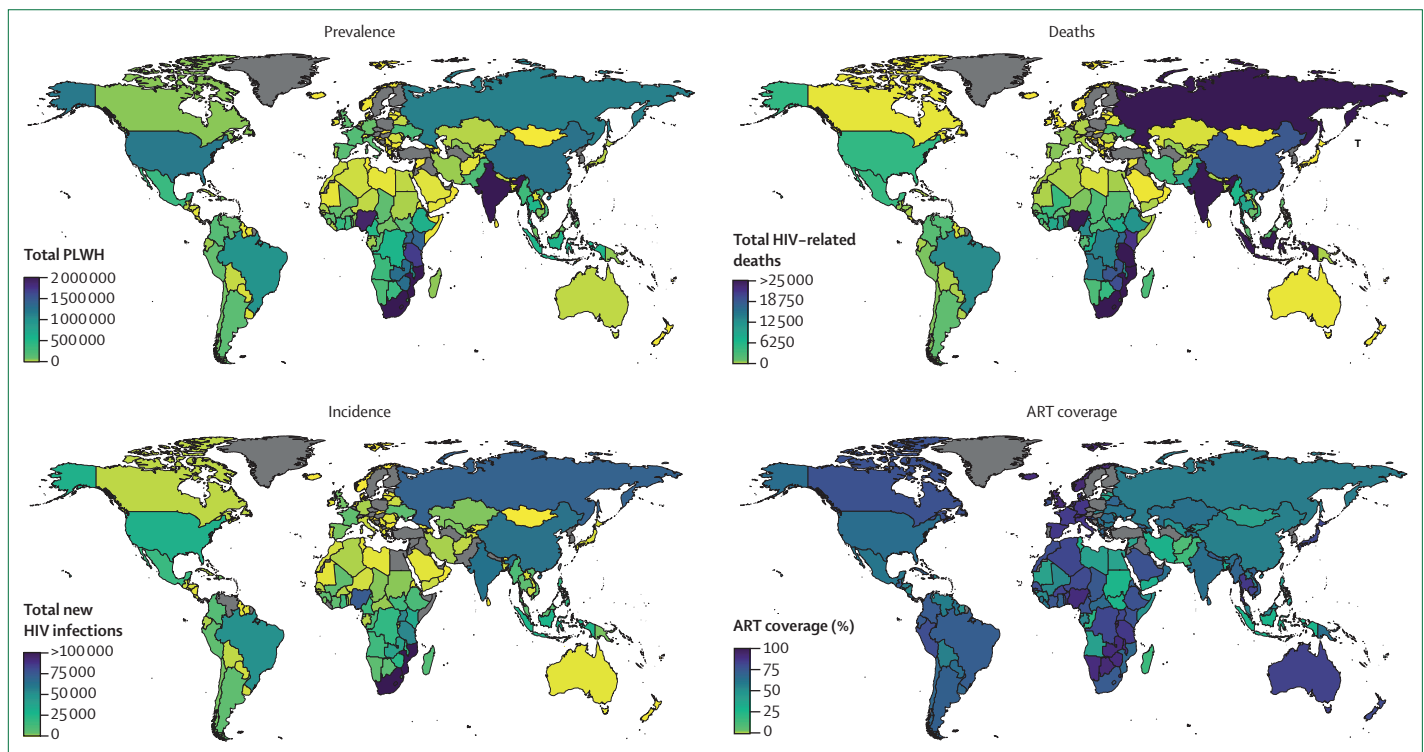 Prevalence
Total PLWH
2 000 000
1 500 000
1 000 000
500 000
0
Deaths
T
Total HIV–related
deaths
>25 000
18 750
12 500
6250
0
Incidence
Total new
HIV infections
>100 000
75 000
50 000
25 000
0
ART coverage
ART coverage (%)
100
75
50
25
0